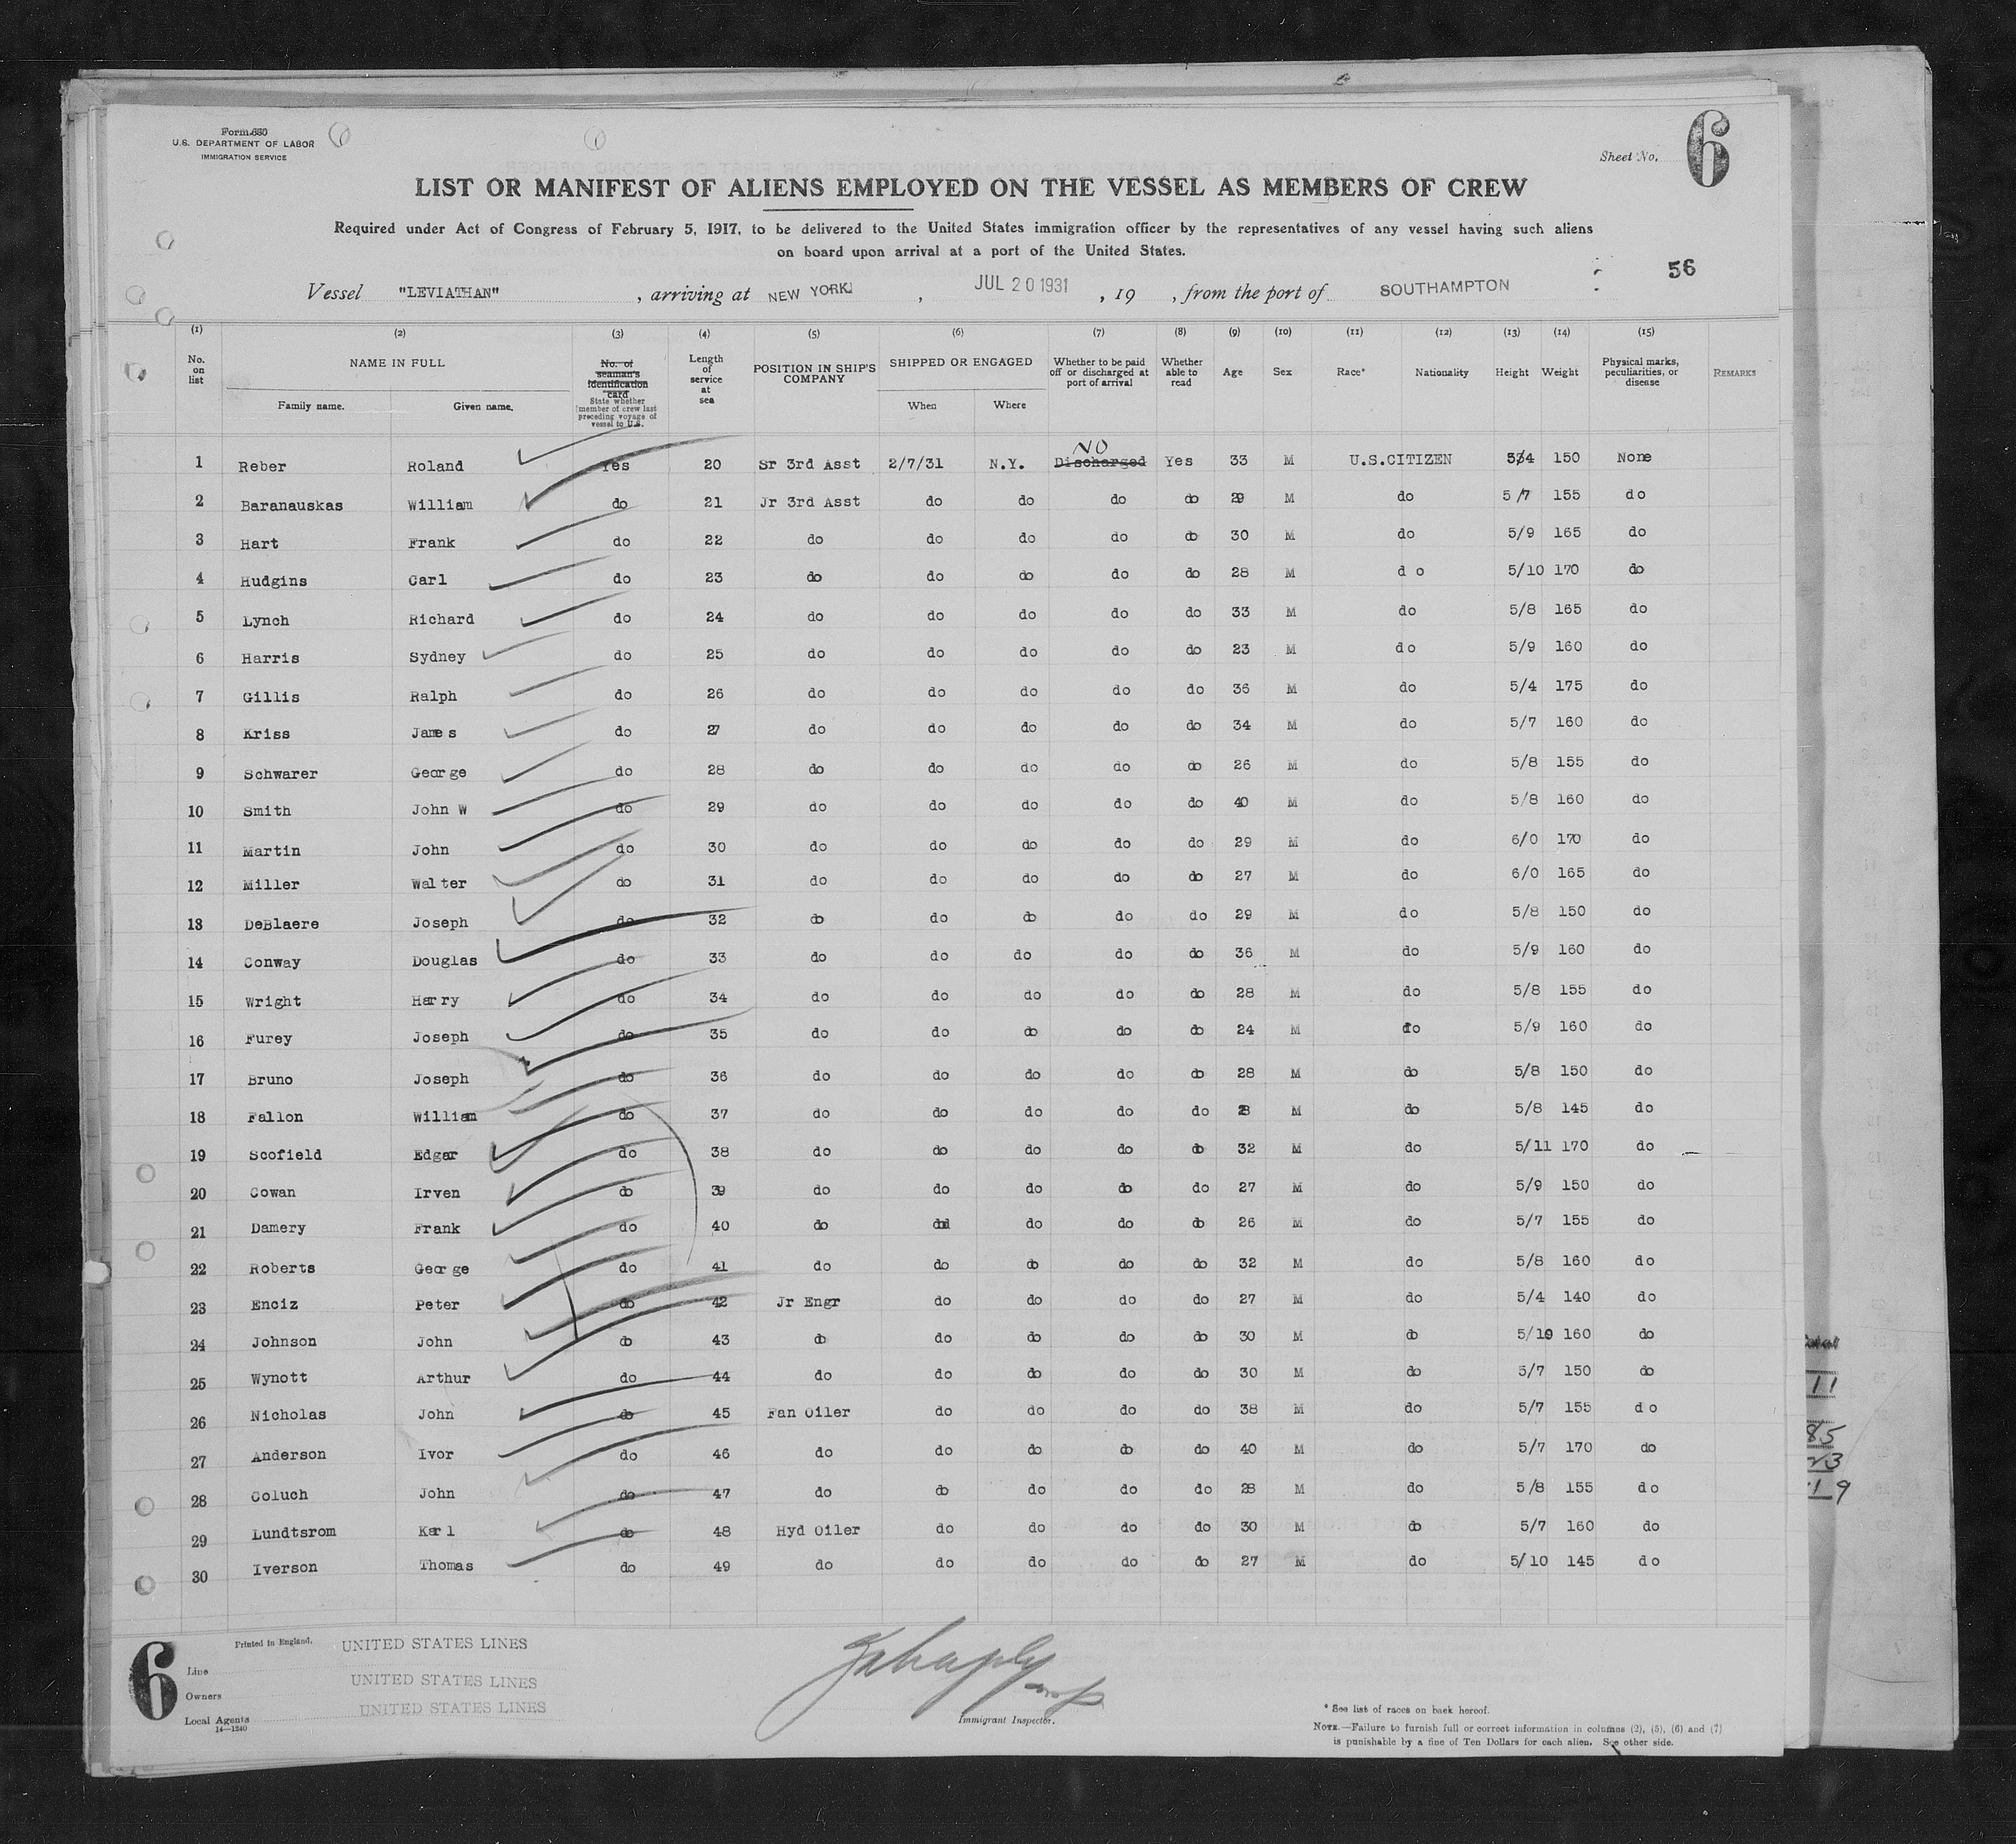 Form 630
U.S. DEPARTMENT OF LABOR
IMMIGRATION SERVICE
Sheet No. 6
LIST OR MANIFEST OF ALIENS EMPLOYED ON THE VESSEL AS MEMBERS OF CREW
Required under Act of Congress of February 5, 1917, to be delivered to the United States immigration officer by the representatives of any vessel having such aliens
on board upon arrival at a port of the United States.
56
Vessel "LEVIATHAN", arriving at NEW YORK, JUL 20 1931, 19 , from the port of SOUTHAMPTON
(1) (2) (3) (4) (5) (6) (7) (8) (9) (10) (11) (12) (13) (14) (15)
No. on list NAME IN FULL Family name. Given name. No. of seaman's identification card State whether member of crew last preceding voyage of vessel to U.S. Length of service at sea POSITION IN SHIP'S COMPANY SHIPPED OR ENGAGED When Where Whether to be paid off or discharged at port of arrival Whether able to read Age Sex Race* Nationality Height Weight Physical marks, peculiarities, or disease REMARKS
NO
1 Reber Roland Yes 20 Sr 3rd Asst 2/7/31 N.Y. Discharged Yes 33 M U.S.CITIZEN 5/4 150 None
2 Baranauskas William do 21 Jr 3rd Asst do do do do 29 M do 5/7 155 do
3 Hart Frank do 22 do do do do do 30 M do 5/9 165 do
4 Hudgins Carl do 23 do do do do do 28 M do 5/10 170 do
5 Lynch Richard do 24 do do do do do 33 M do 5/8 165 do
6 Harris Sydney do 25 do do do do do 23 M do 5/9 160 do
7 Gillis Ralph do 26 do do do do do 36 M do 5/4 175 do
8 Kriss James do 27 do do do do do 34 M do 5/7 160 do
9 Schwarer George do 28 do do do do do 26 M do 5/8 155 do
10 Smith John W do 29 do do do do do 40 M do 5/8 160 do
11 Martin John do 30 do do do do do 29 M do 6/0 170 do
12 Miller Walter do 31 do do do do do 27 M do 6/0 165 do
13 DeBlaere Joseph do 32 do do do do do 29 M do 5/8 150 do
14 Conway Douglas do 33 do do do do do 36 M do 5/9 160 do
15 Wright Harry do 34 do do do do do 28 M do 5/8 155 do
16 Furey Joseph do 35 do do do do do 24 M do 5/9 160 do
17 Bruno Joseph do 36 do do do do do 28 M do 5/8 150 do
18 Fallon William do 37 do do do do do 28 M do 5/8 145 do
19 Scofield Edgar do 38 do do do do do 32 M do 5/11 170 do
20 Cowan Irven do 39 do do do do do 27 M do 5/9 150 do
21 Damery Frank do 40 do do do do do 26 M do 5/7 155 do
22 Roberts George do 41 do do do do do 32 M do 5/8 160 do
23 Enciz Peter do 42 Jr Engr do do do do 27 M do 5/4 140 do
24 Johnson John do 43 do do do do do 30 M do 5/10 160 do
25 Wynott Arthur do 44 do do do do do 30 M do 5/7 150 do
26 Nicholas John do 45 Fan Oiler do do do do 38 M do 5/7 155 do
27 Anderson Ivor do 46 do do do do do 40 M do 5/7 170 do
28 Coluch John do 47 do do do do do 28 M do 5/8 155 do
29 Lundtsrom Karl do 48 Hyd Oiler do do do do 30 M do 5/7 160 do
30 Iverson Thomas do 49 do do do do do 27 M do 5/10 145 do
11
85
23
19
6
Printed in England.
Line UNITED STATES LINES
Owners UNITED STATES LINES
Local Agents UNITED STATES LINES
14—1240
Immigrant Inspector.
* See list of races on back hereof.
NOTE.—Failure to furnish full or correct information in columns (2), (5), (6) and (7)
is punishable by a fine of Ten Dollars for each alien. See other side.